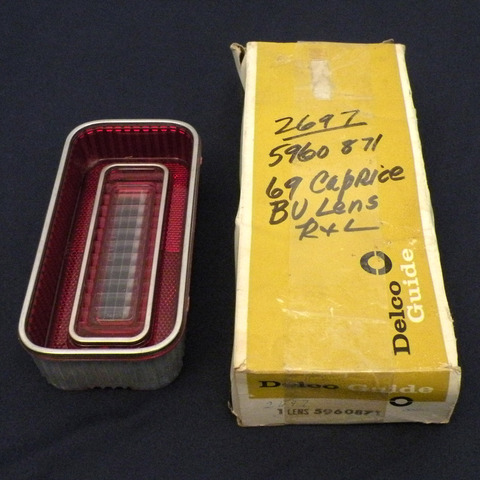 2697
5960 871
69 CapRice
BU Lens
R+L
Delco
Guide
Delco Guide
1 LENS 5960871